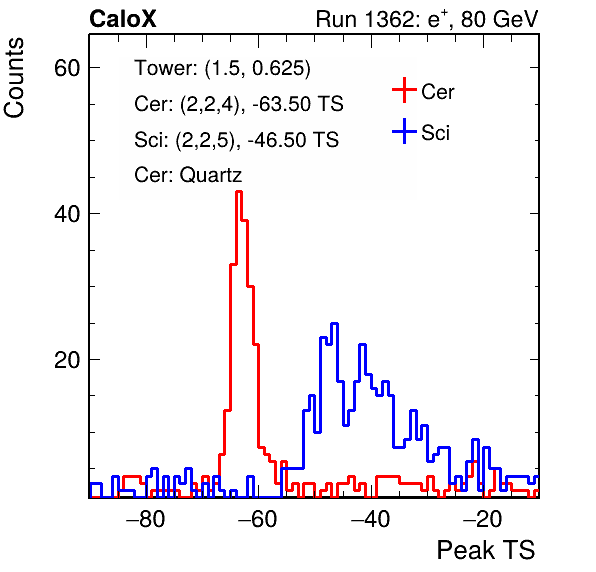 CaloX Run 1362: e⁺, 80 GeV
Counts
60
40
20
Tower: (1.5, 0.625)
Cer: (2,2,4), -63.50 TS
Sci: (2,2,5), -46.50 TS
Cer: Quartz
Cer
Sci
−80 −60 −40 −20
Peak TS